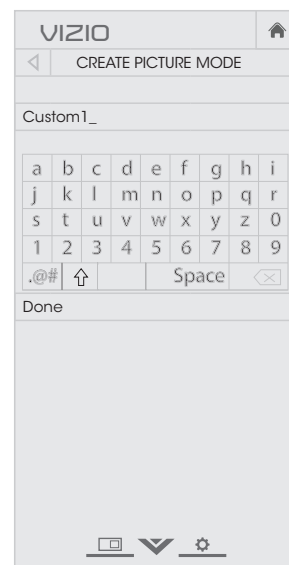 VIZIO
CREATE PICTURE MODE
Custom1_
a b c d e f g h i
j k l m n o p q r
s t u v w x y z 0
1 2 3 4 5 6 7 8 9
.@# Space
Done